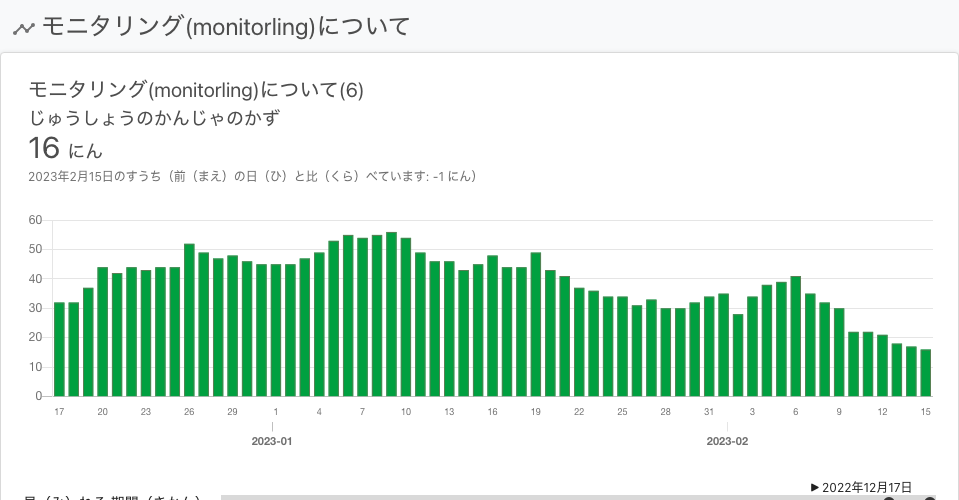 モニタリング(monitorling)について
モニタリング(monitorling)について(6)
じゅうしょうのかんじゃのかず
16 にん
2023年2月15日のすうち（前（まえ）の日（ひ）と比（くら）べています: -1 にん）
60
50
40
30
20
10
0
17 20 23 26 29 1 4 7 10 13 16 19 22 25 28 31 3 6 9 12 15
2023-01 2023-02
▶ 2022年12月17日